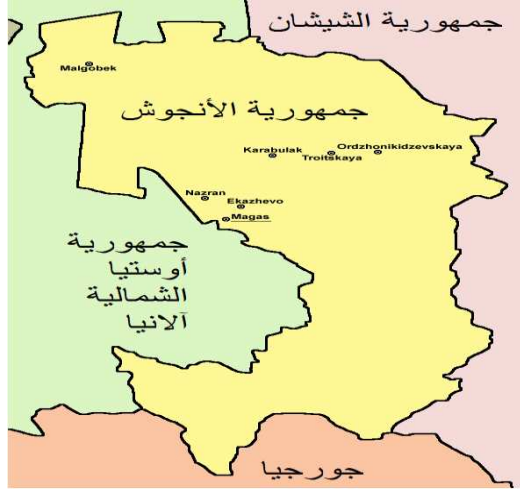 جمهورية الشيشان
Malgobek
جمهورية الأنجوش
Ordzhonikidzevskaya
Karabulak
Troitskaya
Nazran
Ekazhevo
Magas
جمهورية
أوستيا
الشمالية
آلانيا
جورجيا